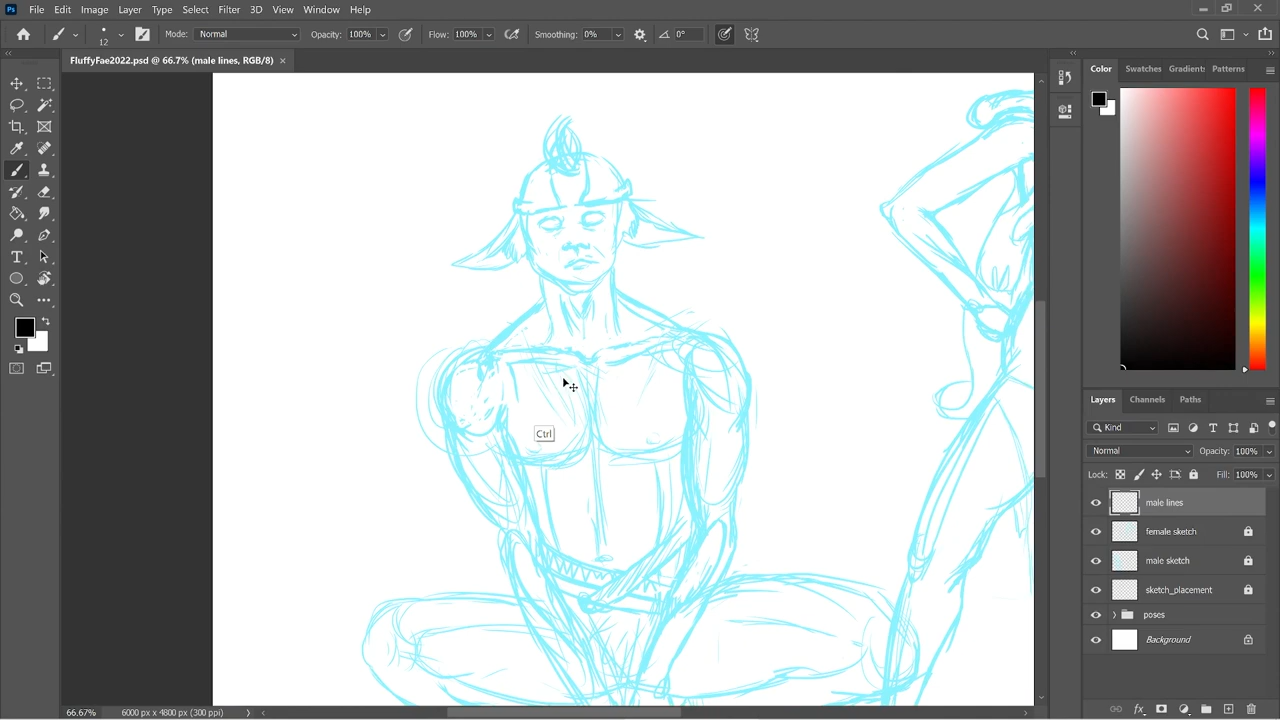 Ps File Edit Image Layer Type Select Filter 3D View Window Help
12 Mode: Normal Opacity: 100% Flow: 100% Smoothing: 0% 0°
FluffyFae2022.psd @ 66.7% (male lines, RGB/8) ×
Color Swatches Gradients Patterns
Ctrl
Layers Channels Paths
Kind
Normal Opacity: 100%
Lock: Fill: 100%
male lines
female sketch
male sketch
sketch_placement
poses
Background
66.67% 6000 px x 4800 px (300 ppi)